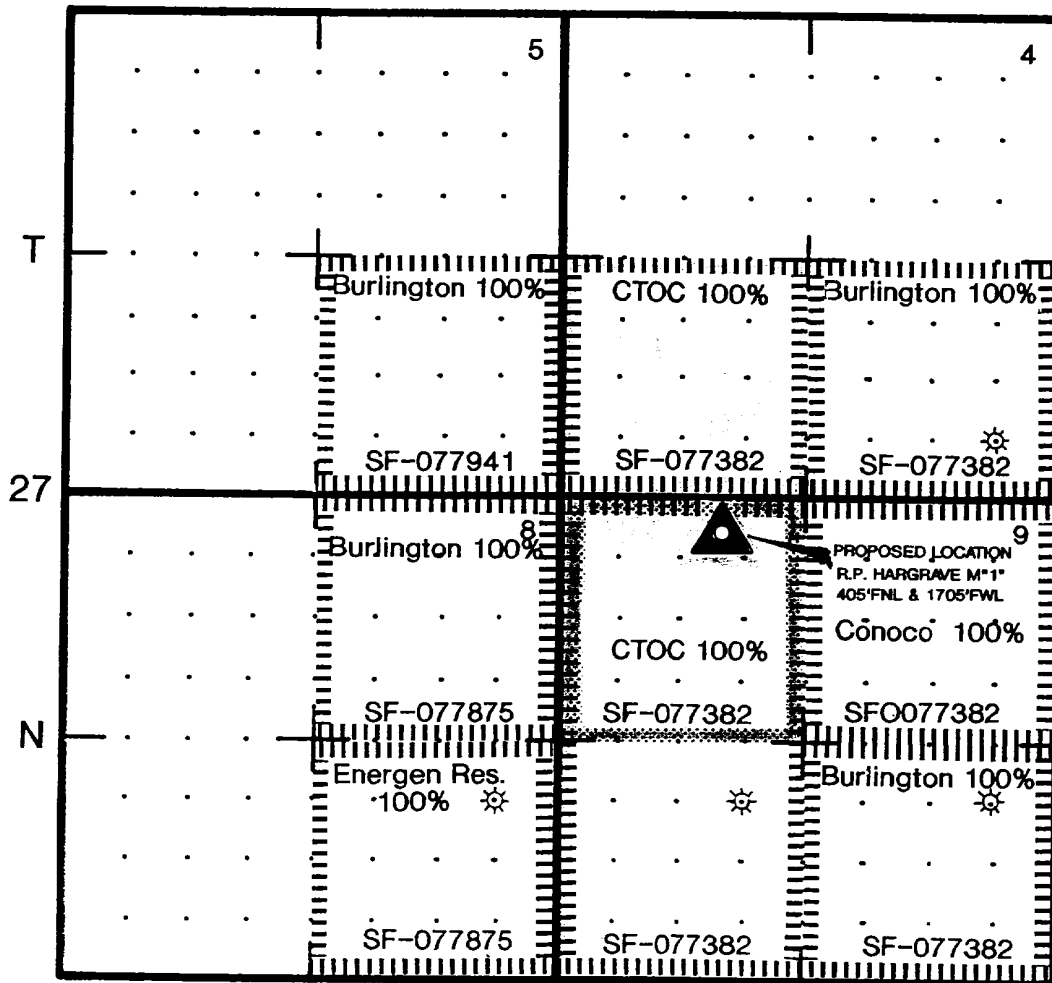 5
4
T
Burlington 100%
CTOC 100%
Burlington 100%
SF-077941
SF-077382
SF-077382
27
8
9
Burlington 100%
PROPOSED LOCATION
R.P. HARGRAVE M"1"
405'FNL & 1705'FWL
Conoco 100%
CTOC 100%
SF-077875
SF-077382
SFO077382
N
Energen Res.
100%
Burlington 100%
SF-077875
SF-077382
SF-077382